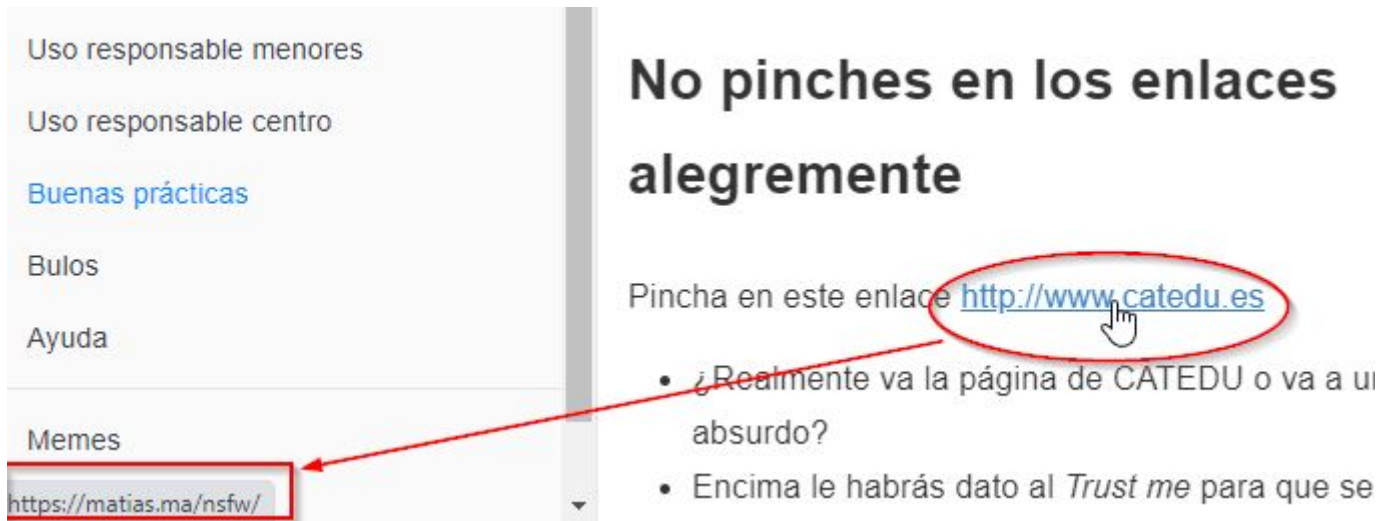 Uso responsable menores
Uso responsable centro
Buenas prácticas
Bulos
Ayuda
Memes
https://matias.ma/nsfw/
No pinches en los enlaces
alegremente
Pincha en este enlace http://www.catedu.es
• ¿Realmente va la página de CATEDU o va a un
absurdo?
• Encima le habrás dato al Trust me para que se